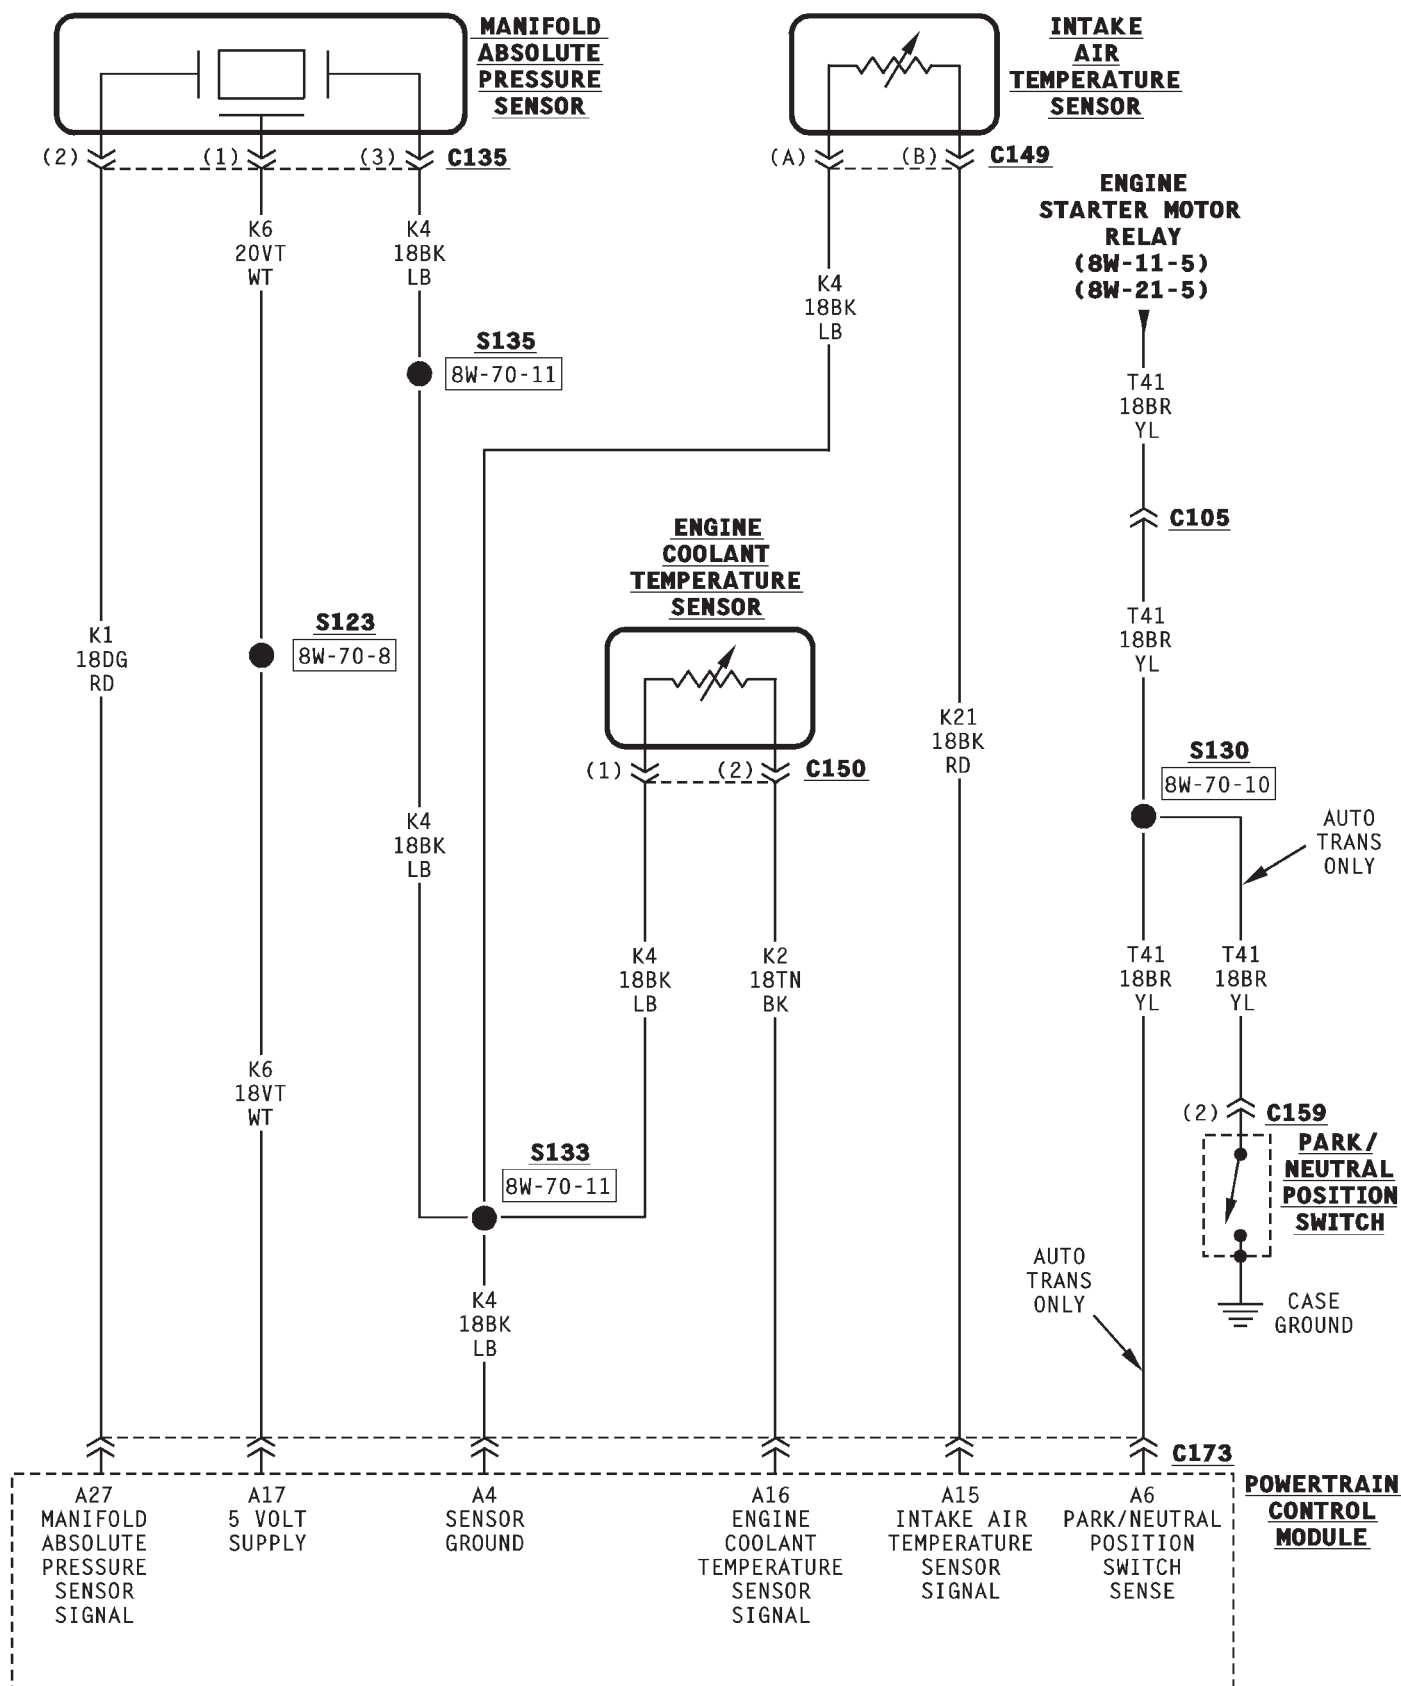 MANIFOLD
ABSOLUTE
PRESSURE
SENSOR
INTAKE
AIR
TEMPERATURE
SENSOR
(2)
(1)
(3)
C135
(A)
(B)
C149
ENGINE
STARTER MOTOR
RELAY
(8W-11-5)
(8W-21-5)
K6
20VT
WT
K4
18BK
LB
K4
18BK
LB
S135
8W-70-11
T41
18BR
YL
C105
ENGINE
COOLANT
TEMPERATURE
SENSOR
T41
18BR
YL
K1
18DG
RD
S123
8W-70-8
K21
18BK
RD
(1)
(2)
C150
S130
8W-70-10
K4
18BK
LB
AUTO
TRANS
ONLY
K4
18BK
LB
K2
18TN
BK
T41
18BR
YL
T41
18BR
YL
K6
18VT
WT
(2)
C159
PARK/
NEUTRAL
POSITION
SWITCH
S133
8W-70-11
AUTO
TRANS
ONLY
CASE
GROUND
K4
18BK
LB
C173
POWERTRAIN
CONTROL
MODULE
A27
MANIFOLD
ABSOLUTE
PRESSURE
SENSOR
SIGNAL
A17
5 VOLT
SUPPLY
A4
SENSOR
GROUND
A16
ENGINE
COOLANT
TEMPERATURE
SENSOR
SIGNAL
A15
INTAKE AIR
TEMPERATURE
SENSOR
SIGNAL
A6
PARK/NEUTRAL
POSITION
SWITCH
SENSE